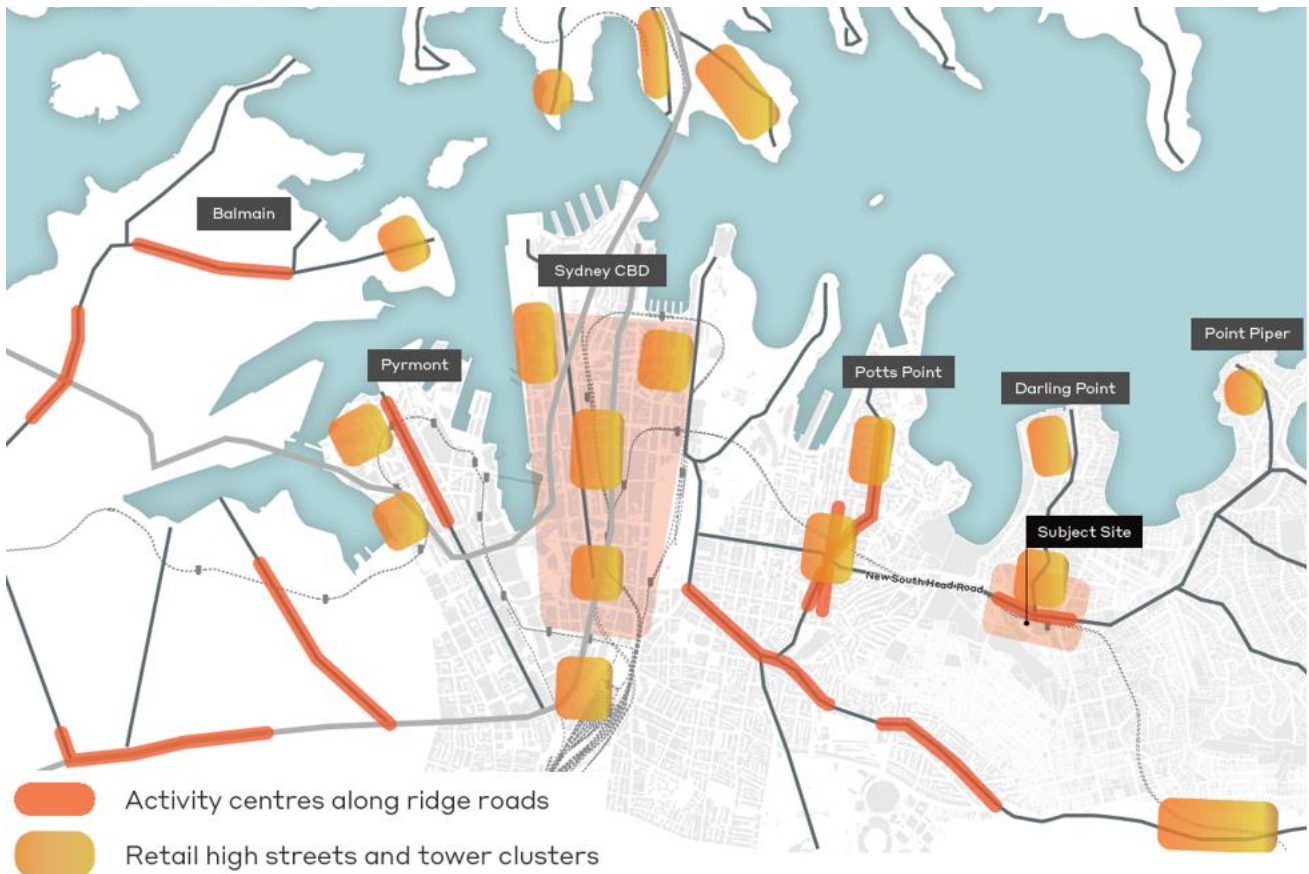 Balmain
Sydney CBD
Pyrmont
Potts Point
Darling Point
Point Piper
Subject Site
New South Head Road
Activity centres along ridge roads
Retail high streets and tower clusters